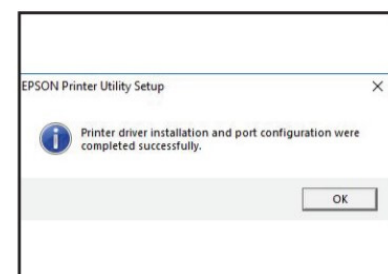 EPSON Printer Utility Setup
Printer driver installation and port configuration were
completed successfully.
OK